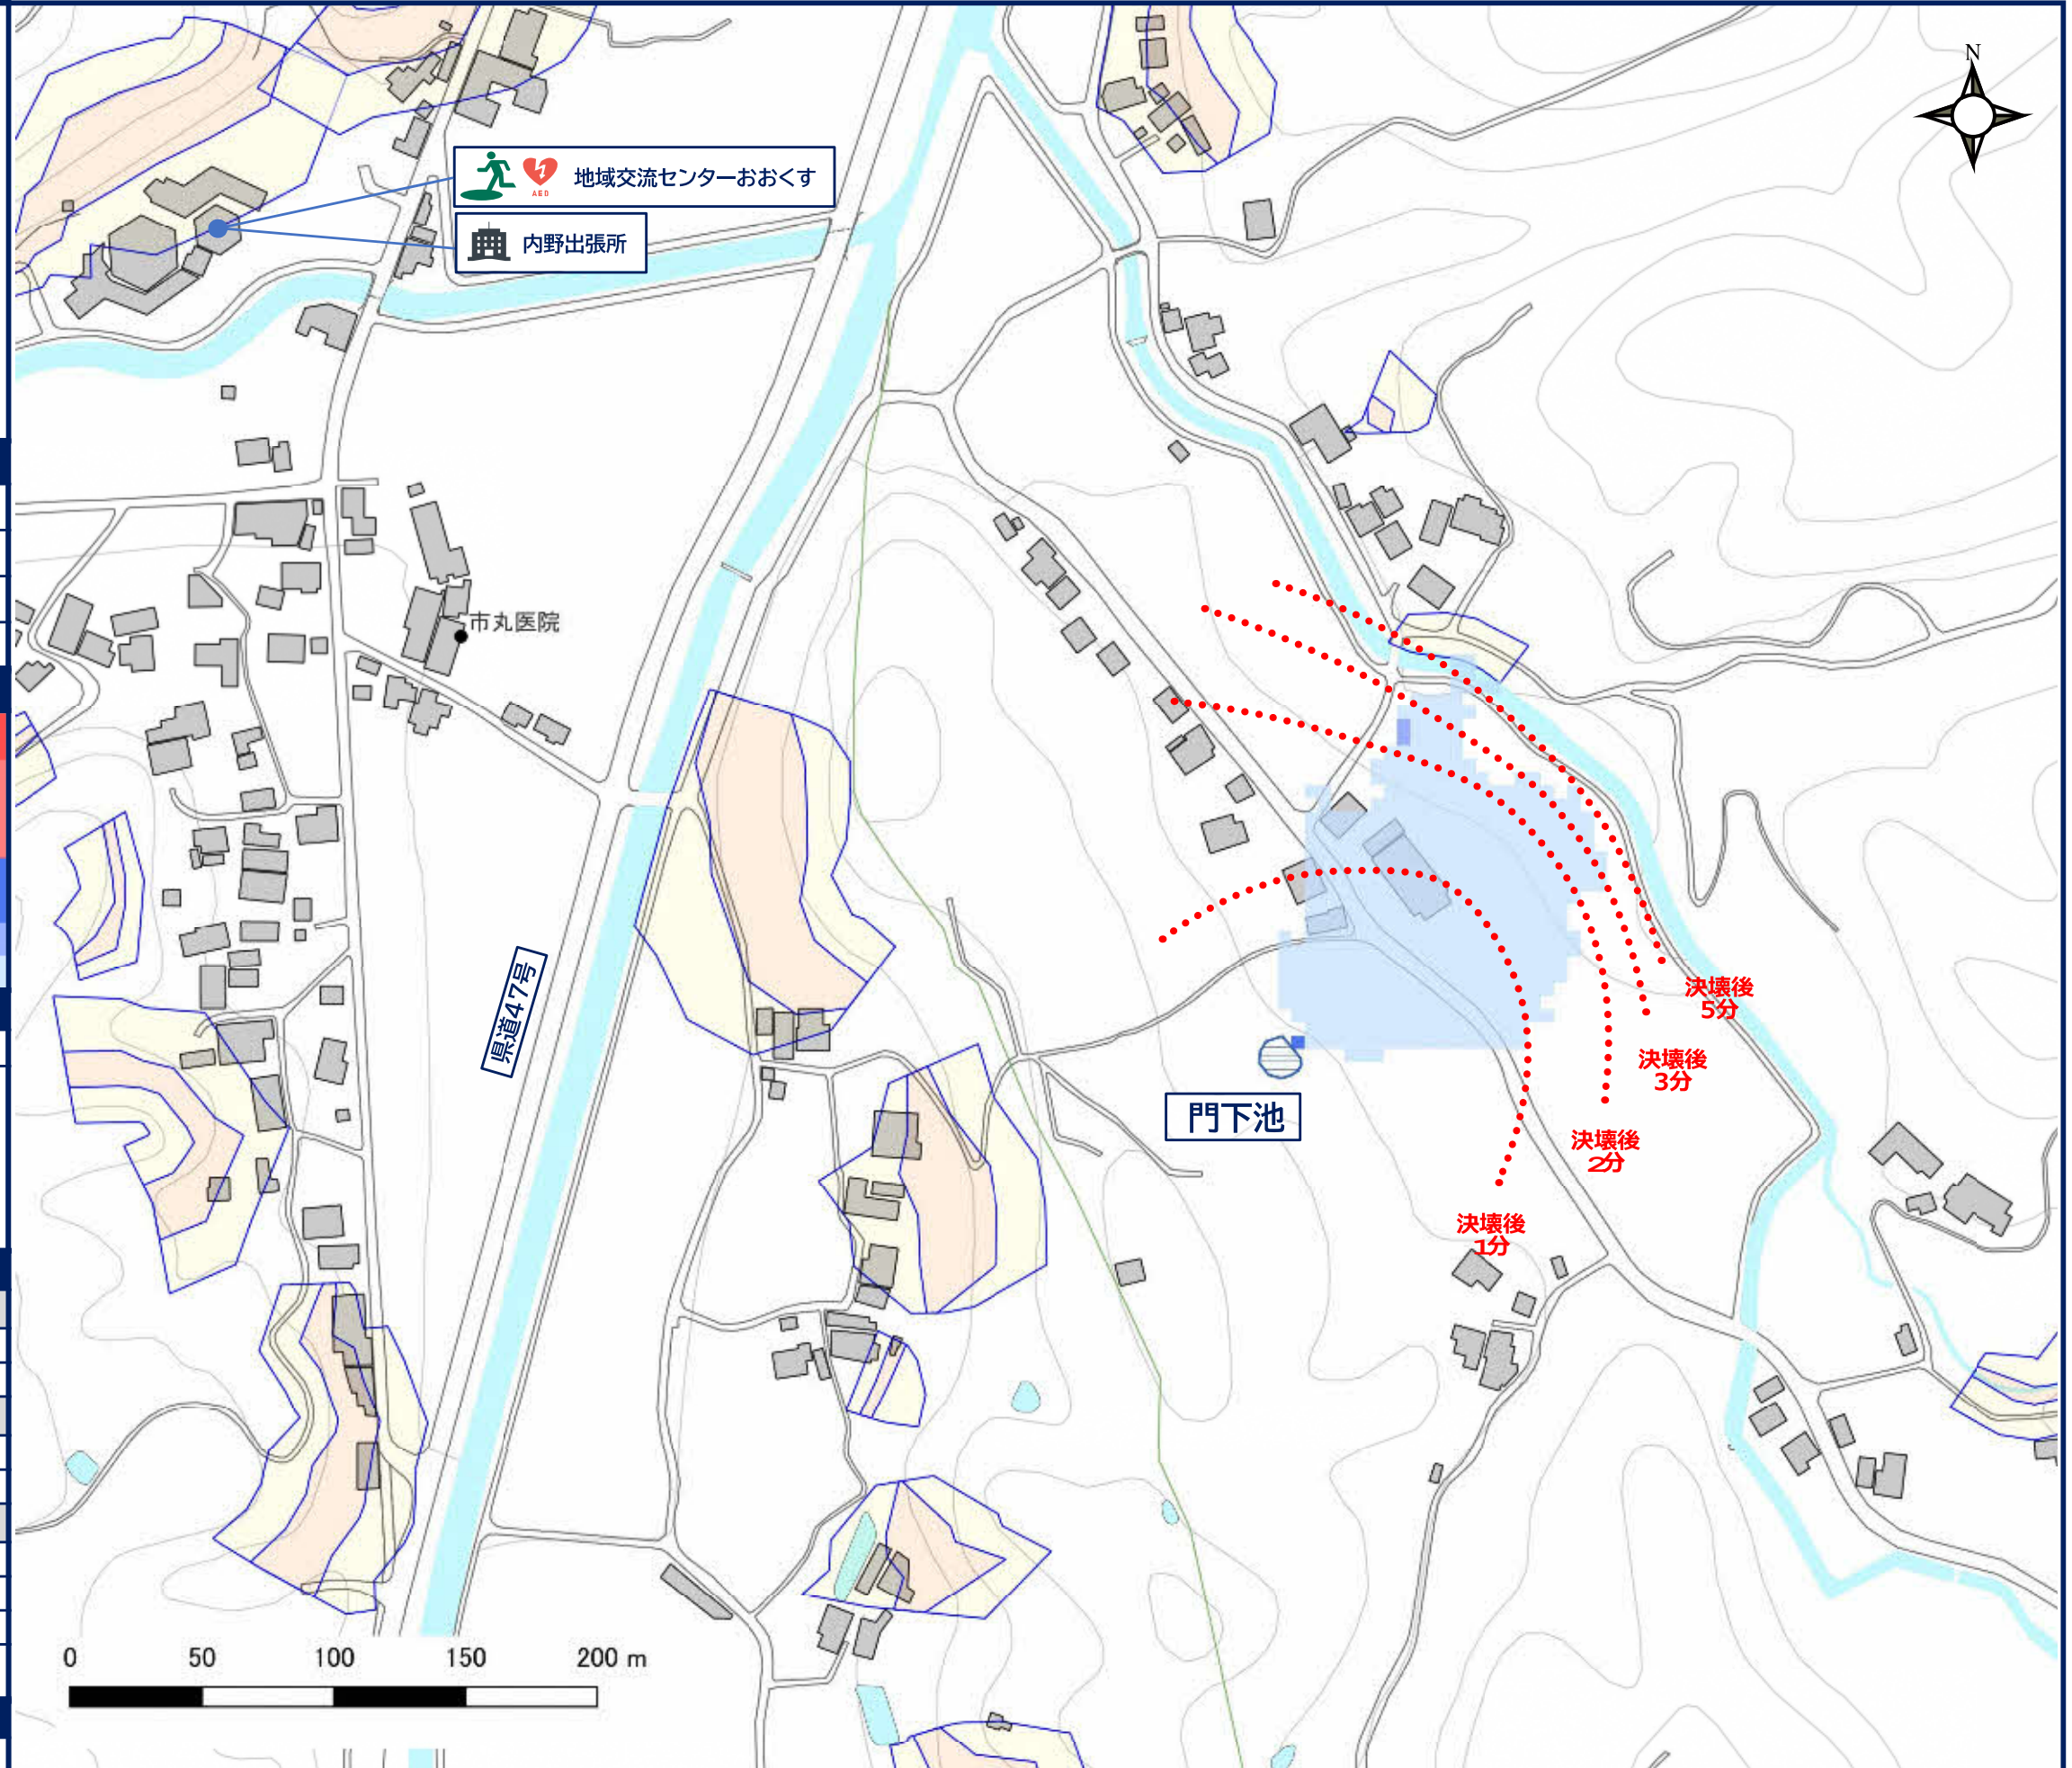 N
地域交流センターおおくす
AED
内野出張所
市丸医院
県道47号
門下池
決壊後
5分
決壊後
3分
決壊後
2分
決壊後
1分
0 50 100 150 200 m